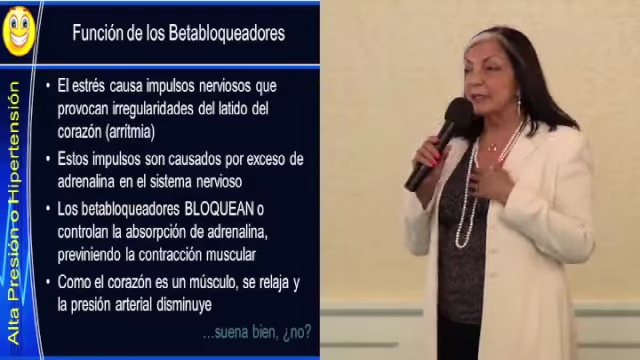 Función de los Betabloqueadores
• El estrés causa impulsos nerviosos que
provocan irregularidades del latido del
corazón (arrítmia)
• Estos impulsos son causados por exceso de
adrenalina en el sistema nervioso
• Los betabloqueadores BLOQUEAN o
controlan la absorpción de adrenalina,
previniendo la contracción muscular
• Como el corazón es un músculo, se relaja y
la presión arterial disminuye
...suena bien, ¿no?
Alta Presión o Hipertensión